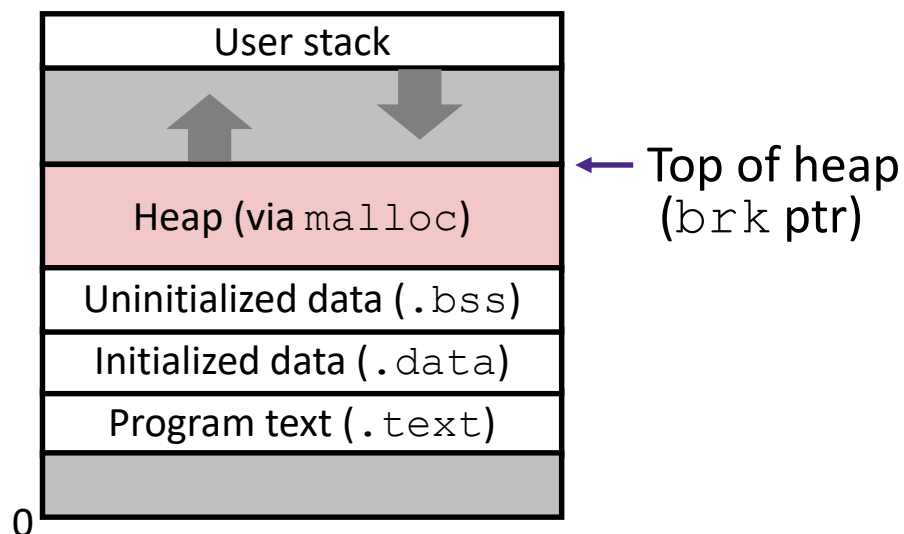 User stack
Top of heap
(brk ptr)
Heap (via malloc)
Uninitialized data (.bss)
Initialized data (.data)
Program text (.text)
0